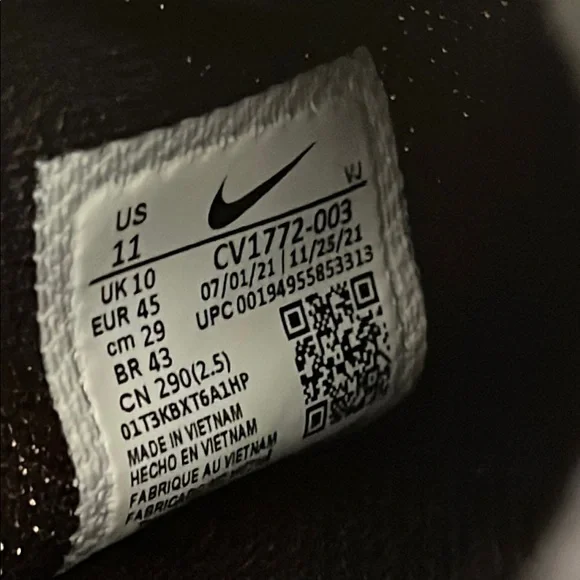 VJ
US
11
CV1772-003
UK 10
07/01/21 | 11/25/21
EUR 45
UPC 00194955853313
cm 29
BR 43
CN 290(2.5)
01T3KBXT6A1HP
MADE IN VIETNAM
HECHO EN VIETNAM
FABRIQUE AU VIETNAM